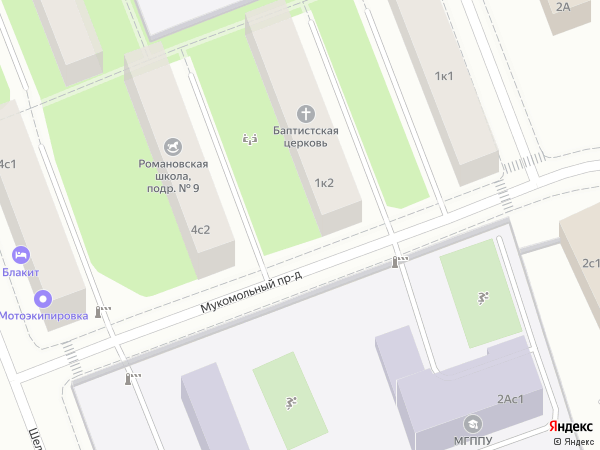 2А
1к1
Баптистская
церковь
Романовская
школа,
подр. № 9
4с1
1к2
4с2
Блакит
2с1
Мукомольный пр-д
Мотоэкипировка
Шел
2Ас1
МГППУ
Яндекс
© Яндекс